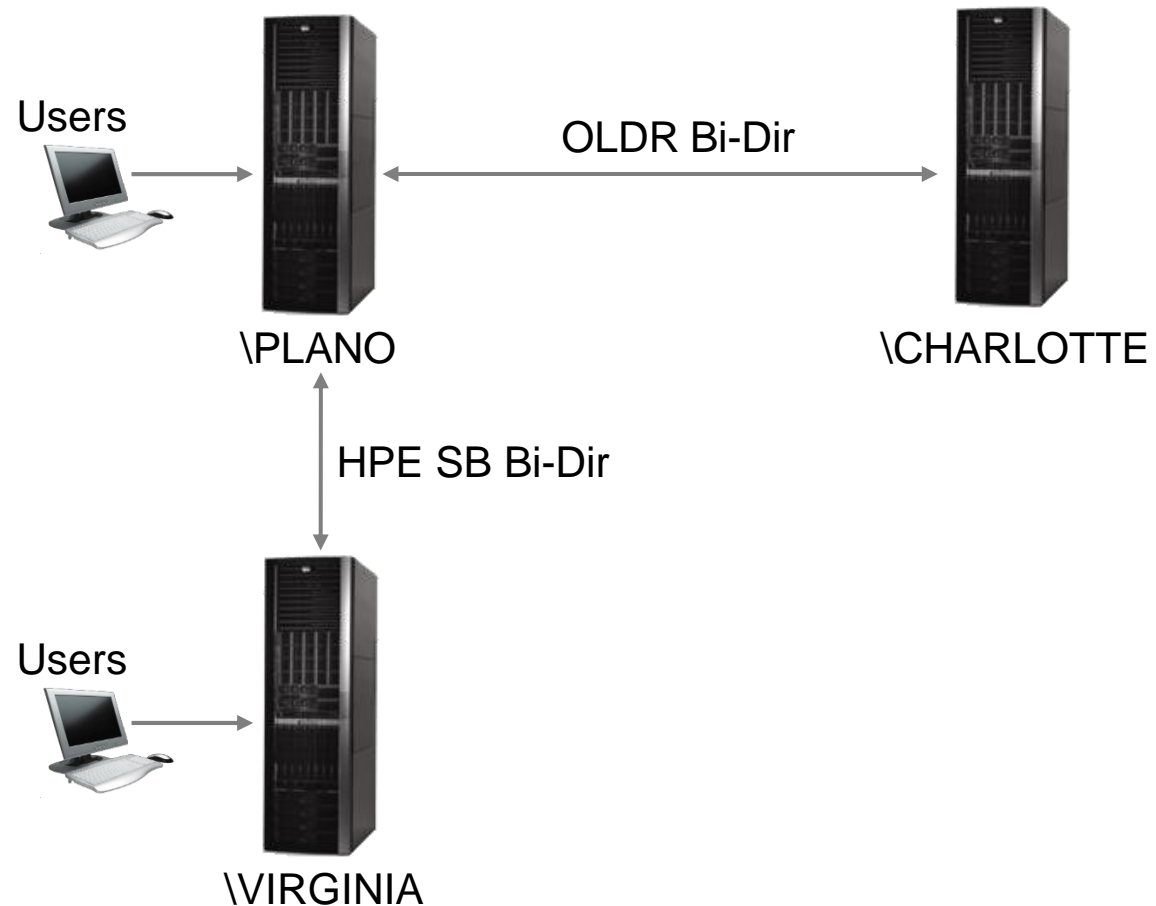 Users
OLDR Bi-Dir
\PLANO
\CHARLOTTE
HPE SB Bi-Dir
Users
\VIRGINIA